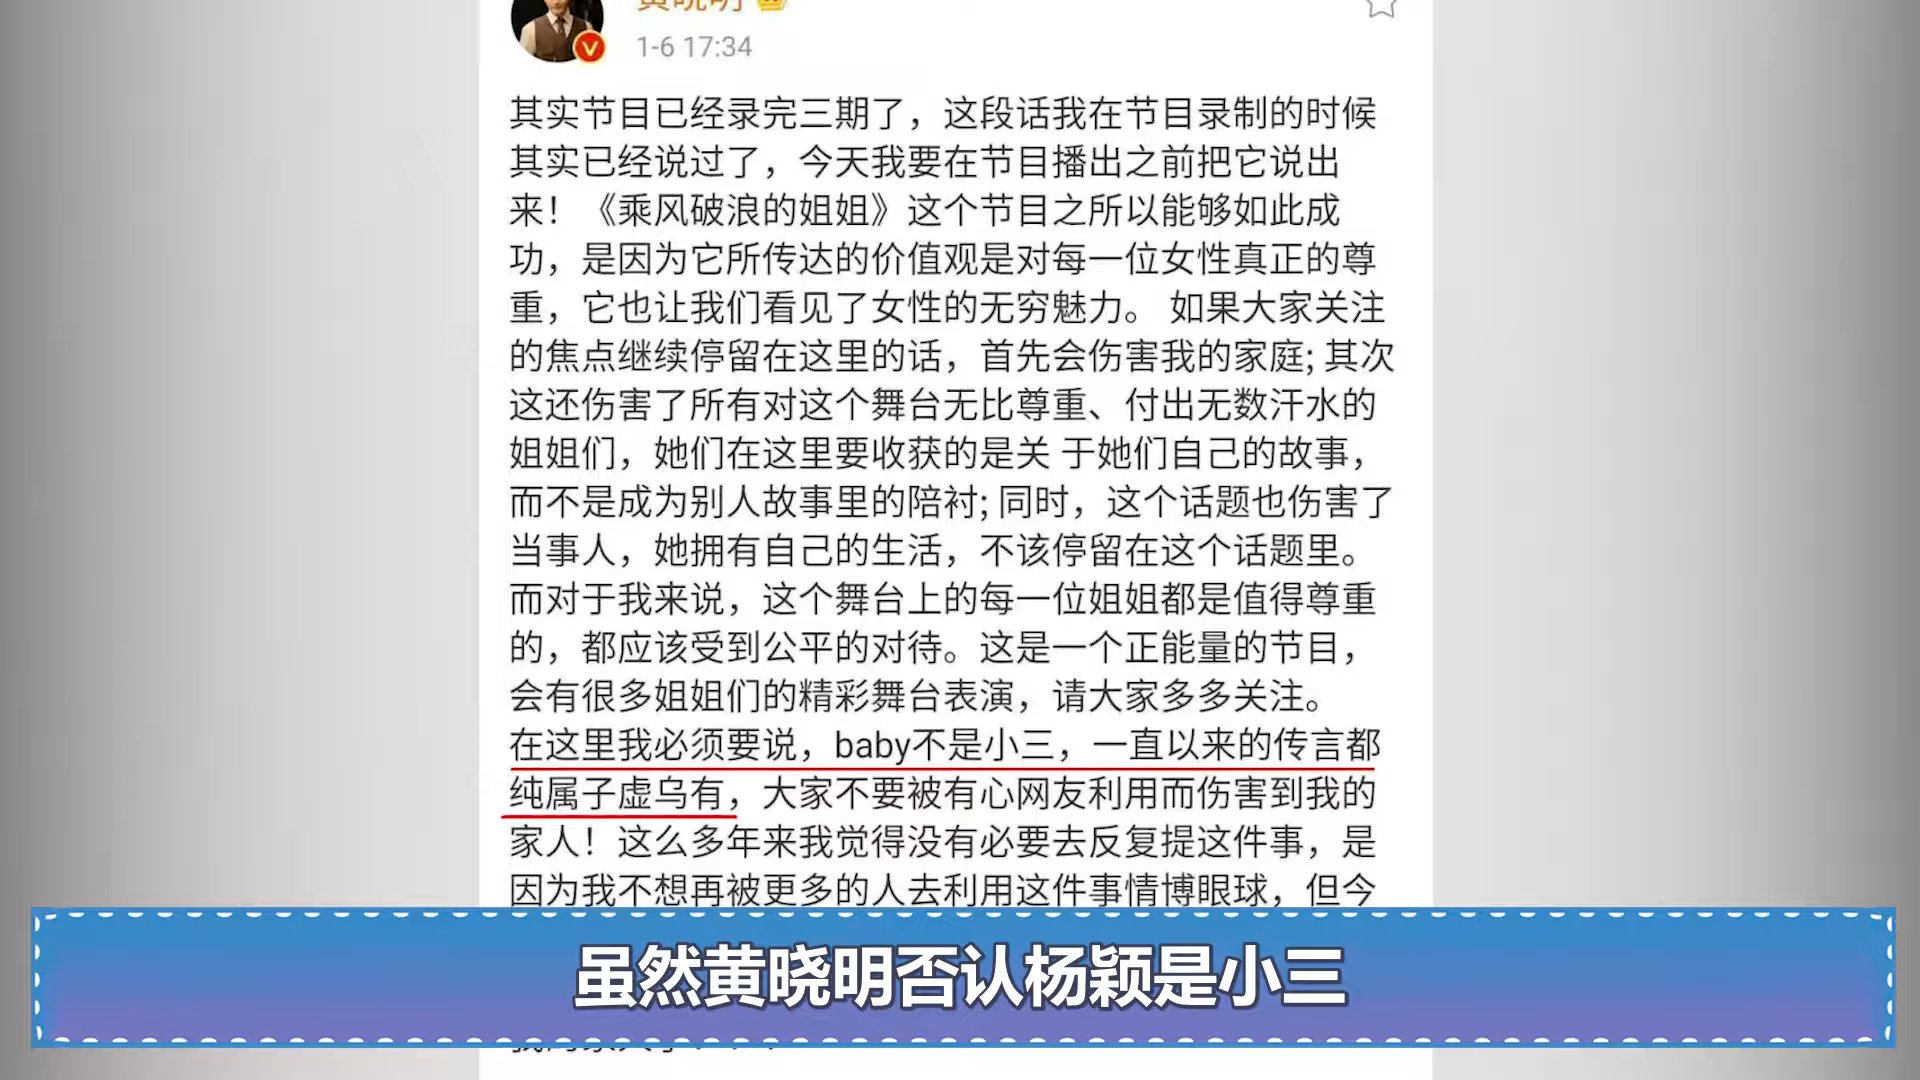 黄晓明
1-6 17:34
其实节目已经录完三期了，这段话我在节目录制的时候
其实已经说过了，今天我要在节目播出之前把它说出
来！《乘风破浪的姐姐》这个节目之所以能够如此成
功，是因为它所传达的价值观是对每一位女性真正的尊
重，它也让我们看见了女性的无穷魅力。 如果大家关注
的焦点继续停留在这里的话，首先会伤害我的家庭; 其次
这还伤害了所有对这个舞台无比尊重、付出无数汗水的
姐姐们，她们在这里要收获的是关 于她们自己的故事，
而不是成为别人故事里的陪衬; 同时，这个话题也伤害了
当事人，她拥有自己的生活，不该停留在这个话题里。
而对于我来说，这个舞台上的每一位姐姐都是值得尊重
的，都应该受到公平的对待。这是一个正能量的节目，
会有很多姐姐们的精彩舞台表演，请大家多多关注。
在这里我必须要说，baby不是小三，一直以来的传言都
纯属子虚乌有，大家不要被有心网友利用而伤害到我的
家人！这么多年来我觉得没有必要去反复提这件事，是
因为我不想再被更多的人去利用这件事情博眼球，但今
虽然黄晓明否认杨颖是小三